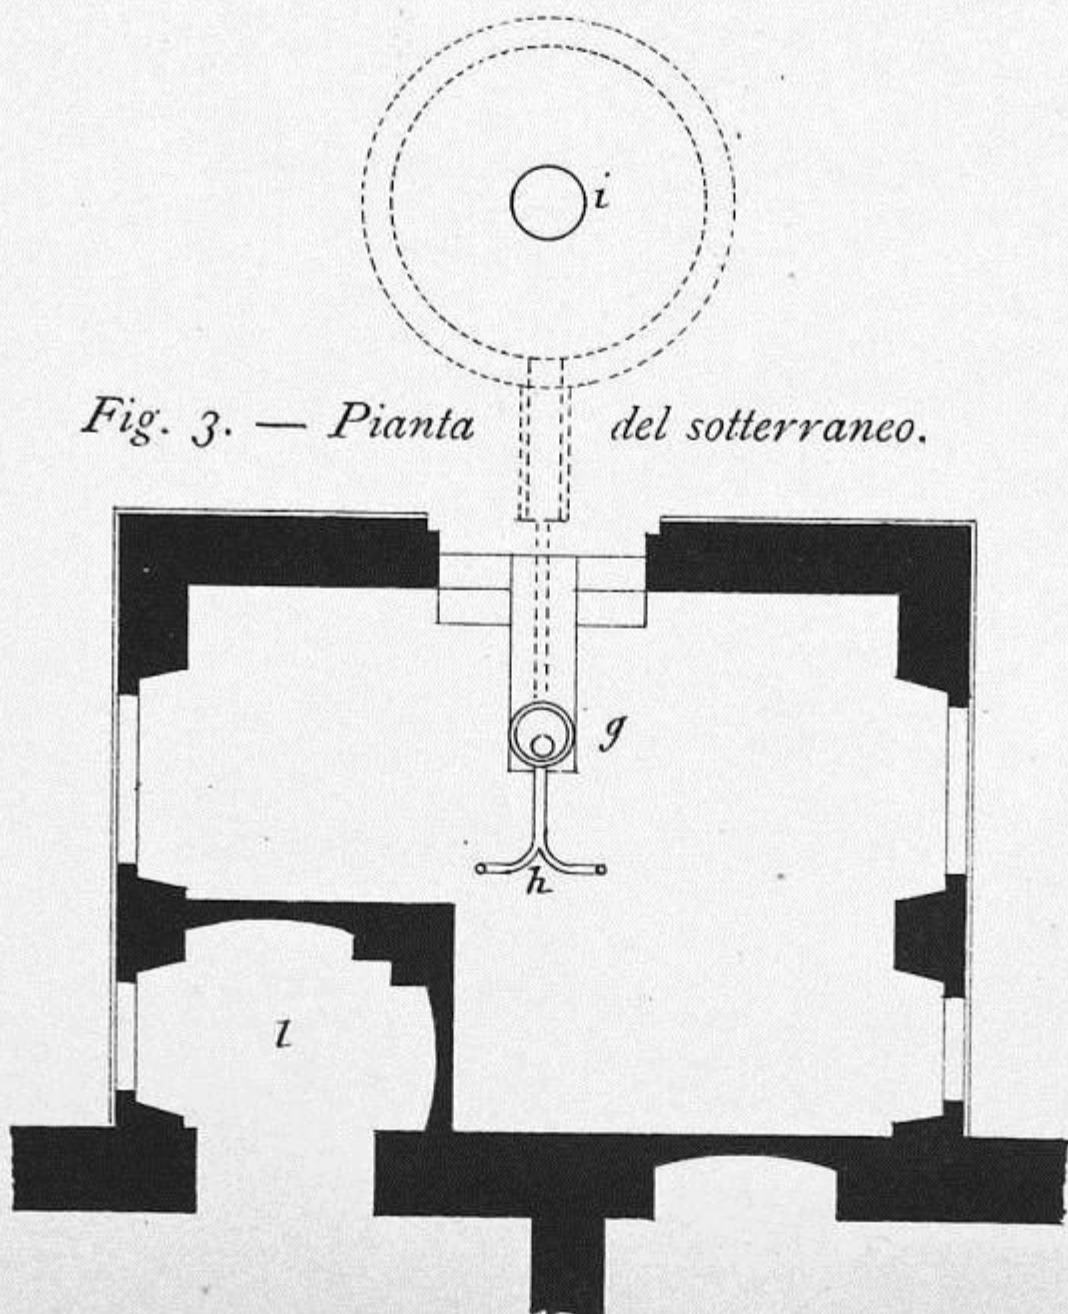 i
Fig. 3. — Pianta del sotterraneo.
g
h
l